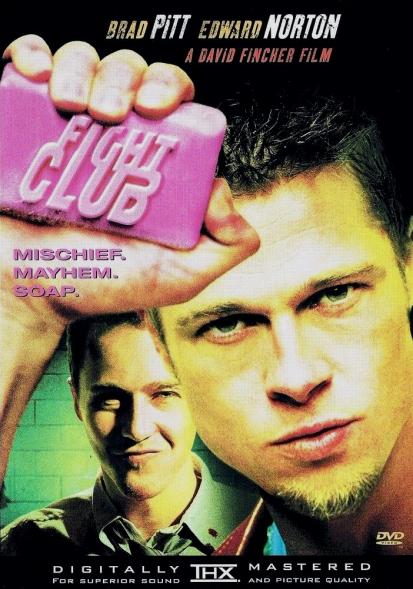 BRAD PITT EDWARD NORTON
A DAVID FINCHER FILM
FIGHT
CLUB
MISCHIEF.
MAYHEM.
SOAP.
DVD
VIDEO
DIGITALLY THX MASTERED
FOR SUPERIOR SOUND AND PICTURE QUALITY